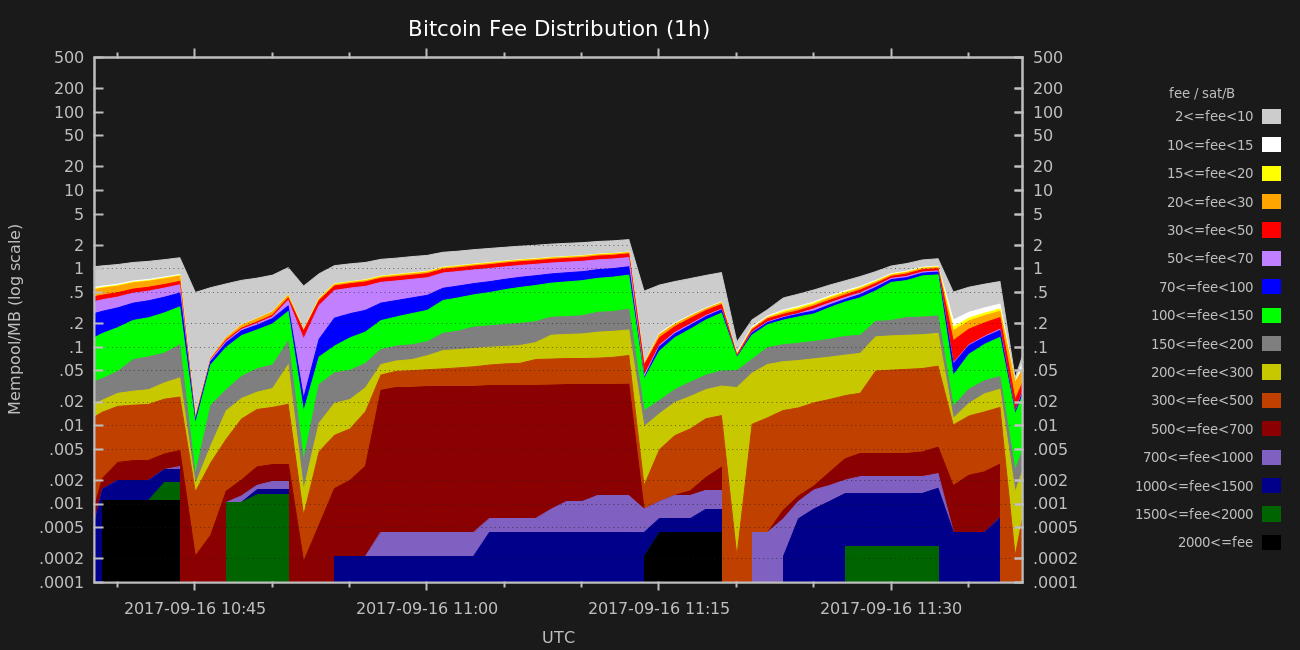 Bitcoin Fee Distribution (1h)
500
200
100
50
20
10
5
2
1
.5
.2
.1
.05
.02
.01
.005
.002
.001
.0005
.0002
.0001
Mempool/MB (log scale)
500
200
100
50
20
10
5
2
1
.5
.2
.1
.05
.02
.01
.005
.002
.001
.0005
.0002
.0001
fee / sat/B
2<=fee<10
10<=fee<15
15<=fee<20
20<=fee<30
30<=fee<50
50<=fee<70
70<=fee<100
100<=fee<150
150<=fee<200
200<=fee<300
300<=fee<500
500<=fee<700
700<=fee<1000
1000<=fee<1500
1500<=fee<2000
2000<=fee
2017-09-16 10:45
2017-09-16 11:00
2017-09-16 11:15
2017-09-16 11:30
UTC